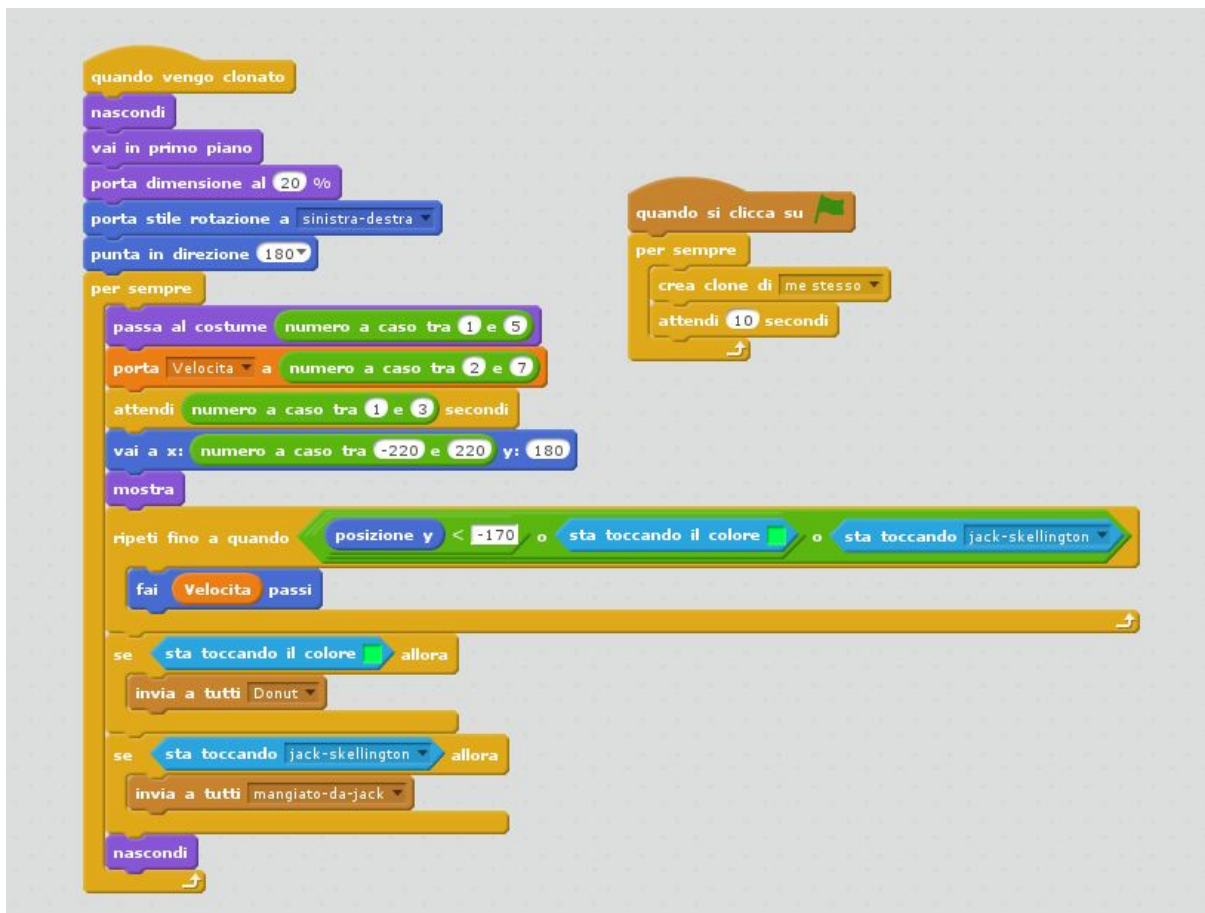 quando vengo clonato
nascondi
vai in primo piano
porta dimensione al 20 %
porta stile rotazione a sinistra-destra
punta in direzione 180
per sempre
passa al costume numero a caso tra 1 e 5
porta Velocita a numero a caso tra 2 e 7
attendi numero a caso tra 1 e 3 secondi
vai a x: numero a caso tra -220 e 220 y: 180
mostra
ripeti fino a quando posizione y < -170 o sta toccando il colore o sta toccando jack-skellington
fai Velocita passi
se sta toccando il colore allora
invia a tutti Donut
se sta toccando jack-skellington allora
invia a tutti mangiato-da-jack
nascondi
quando si clicca su
per sempre
crea clone di me stesso
attendi 10 secondi